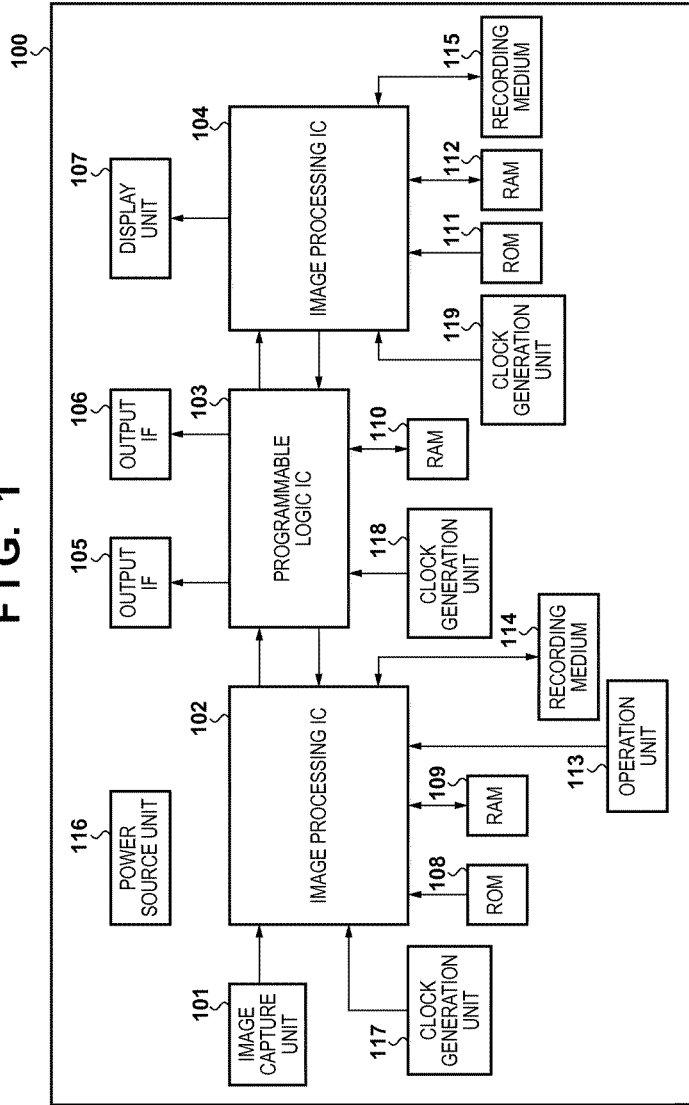 FIG. 1
100
116
POWER
SOURCE UNIT
105
OUTPUT
IF
106
OUTPUT
IF
107
DISPLAY
UNIT
101
IMAGE
CAPTURE
UNIT
102
IMAGE PROCESSING IC
103
PROGRAMMABLE
LOGIC IC
104
IMAGE PROCESSING IC
117
CLOCK
GENERATION
UNIT
108
ROM
109
RAM
113
OPERATION
UNIT
114
RECORDING
MEDIUM
118
CLOCK
GENERATION
UNIT
110
RAM
119
CLOCK
GENERATION
UNIT
111
ROM
112
RAM
115
RECORDING
MEDIUM